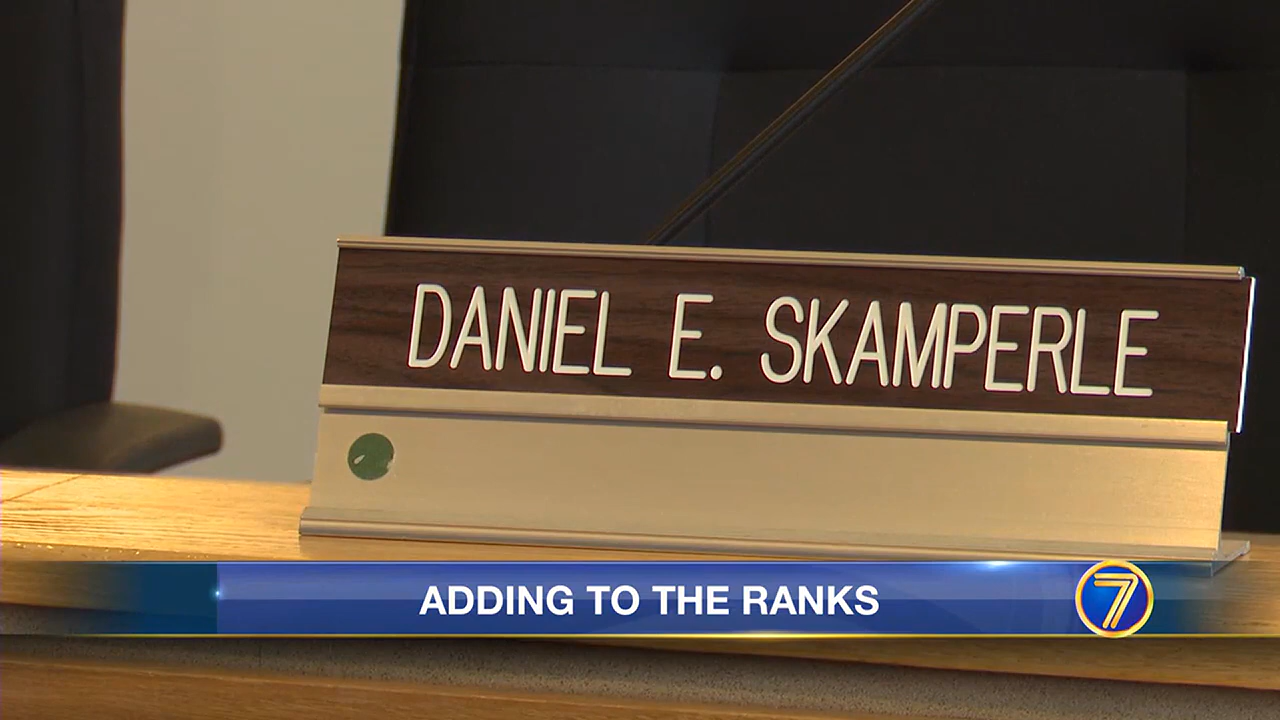 DANIEL E. SKAMPERLE
ADDING TO THE RANKS
7